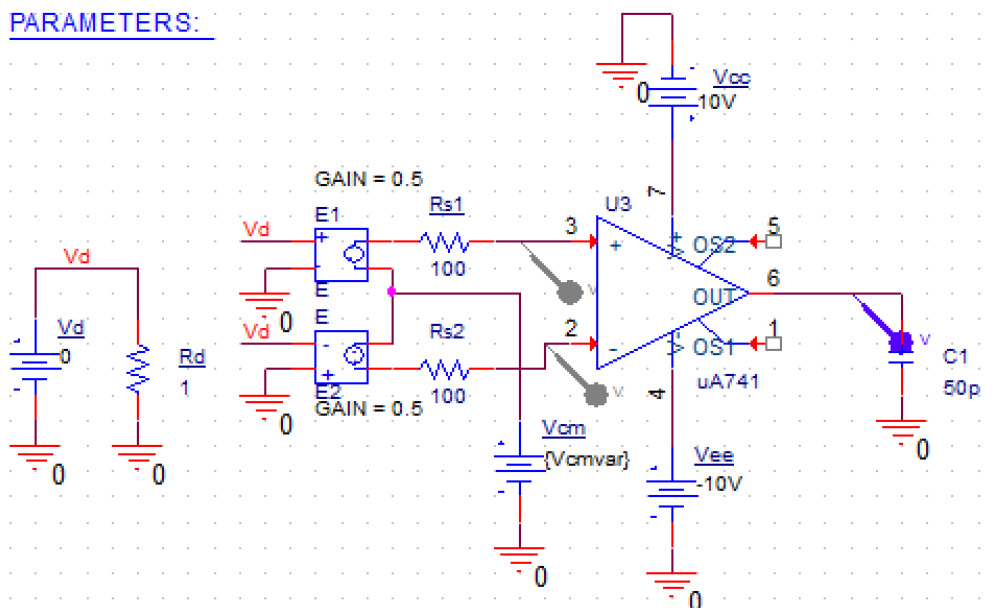 PARAMETERS:
0
Vcc
10V
GAIN = 0.5
E1
Rs1
U3
7
Vd
+
-
E
100
3
+
V+
OS2
5
V
6
OUT
0
Vd
Vd
0
Rd
1
0
0
Vd
E
-
+
E2
GAIN = 0.5
0
Rs2
100
2
-
V-
OS1
1
uA741
4
V
V
C1
50p
0
Vcm
{Vcmvar}
0
Vee
-10V
0